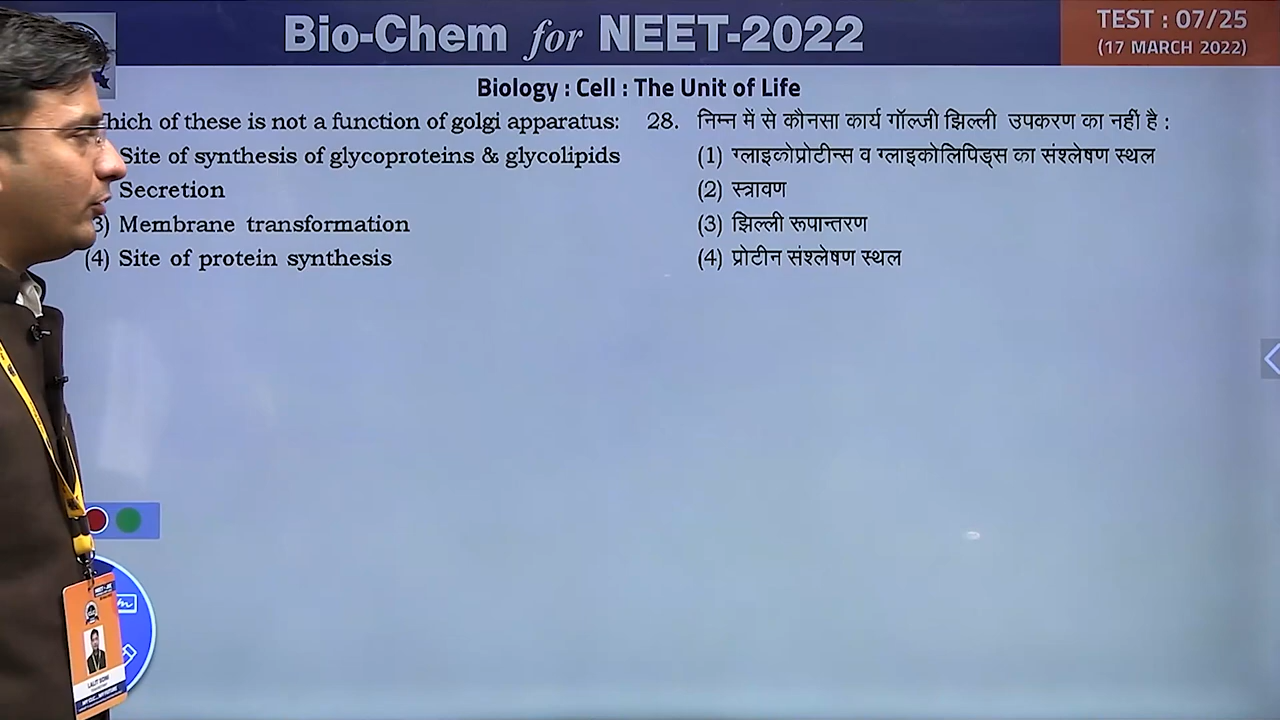 Bio-Chem for NEET-2022
TEST : 07/25
(17 MARCH 2022)
Biology : Cell : The Unit of Life
of these is not a function of golgi apparatus:
Site of synthesis of glycoproteins & glycolipids
Secretion
3) Membrane transformation
(4) Site of protein synthesis
28. निम्न में से कौनसा कार्य गॉल्जी झिल्ली उपकरण का नहीं है :
(1) ग्लाइकोप्रोटीन्स व ग्लाइकोलिपिड्स का संश्लेषण स्थल
(2) स्त्रावण
(3) झिल्ली रूपान्तरण
(4) प्रोटीन संश्लेषण स्थल
LALIT SONI